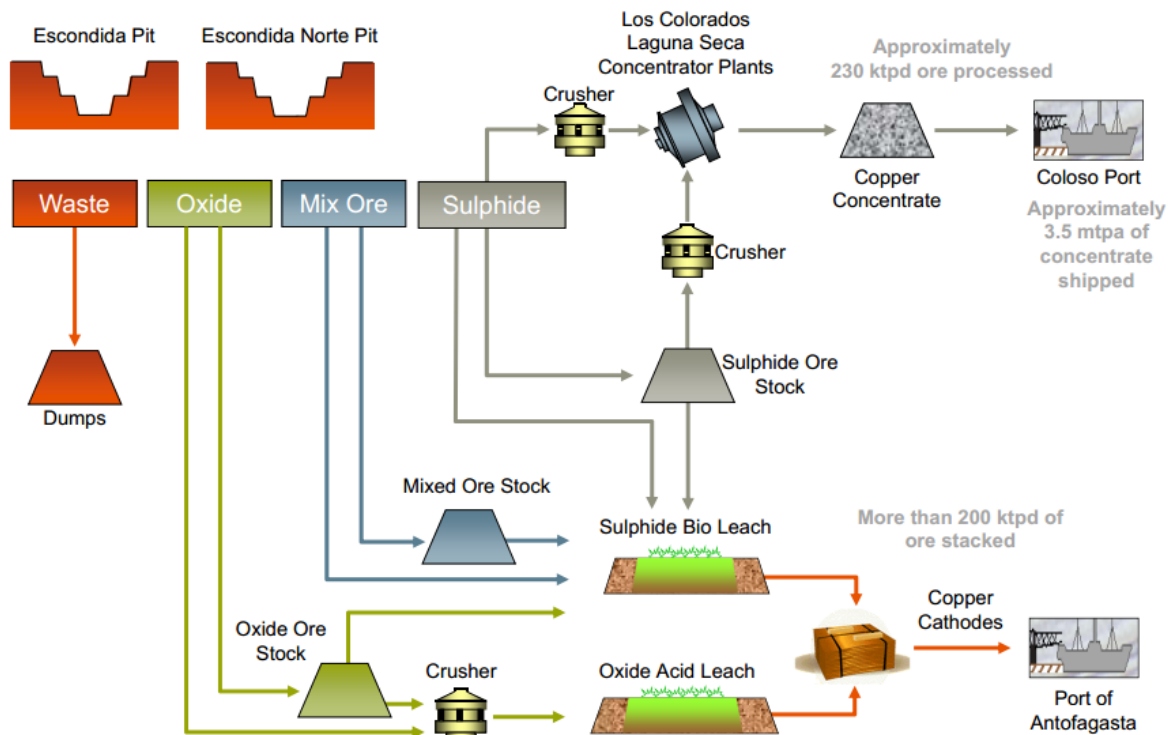 Escondida Pit
Escondida Norte Pit
Los Colorados
Laguna Seca
Concentrator Plants
Approximately
230 ktpd ore processed
Crusher
Copper
Concentrate
Coloso Port
Approximately
3.5 mtpa of
concentrate
shipped
Waste
Oxide
Mix Ore
Sulphide
Crusher
Sulphide Ore
Stock
Dumps
Mixed Ore Stock
Sulphide Bio Leach
More than 200 ktpd of
ore stacked
Copper
Cathodes
Oxide Ore
Stock
Crusher
Oxide Acid Leach
Port of
Antofagasta